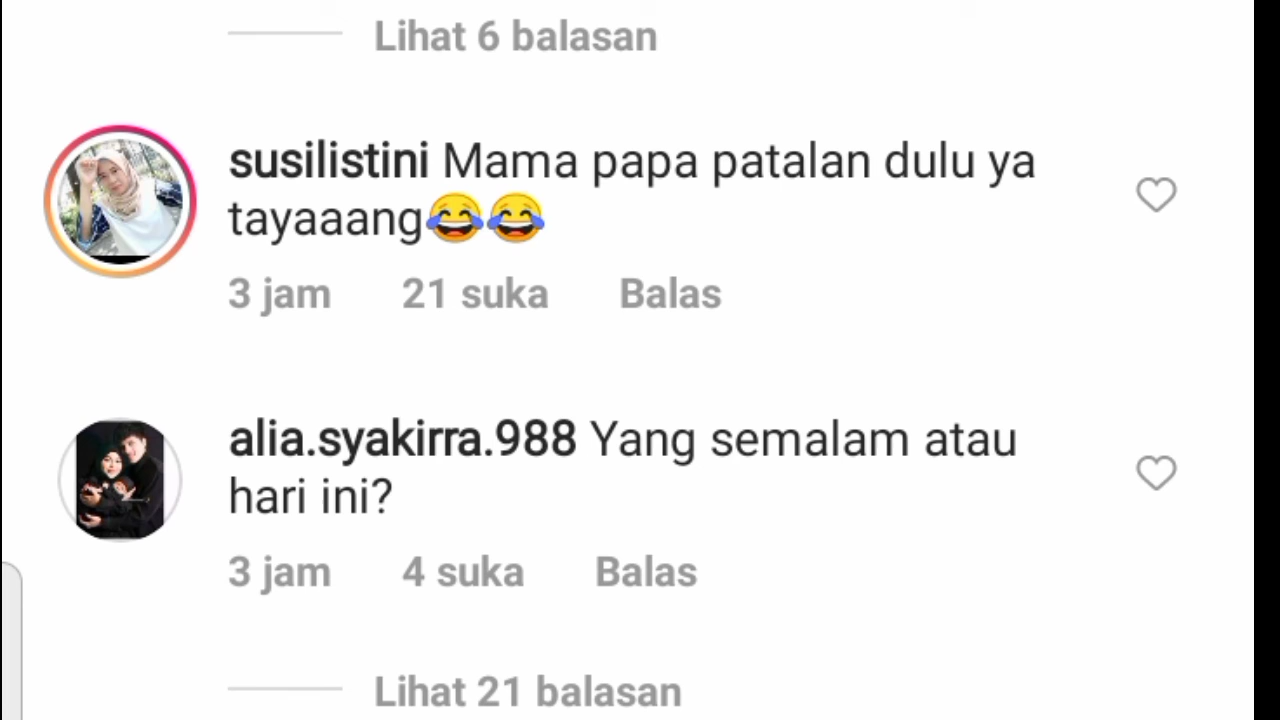 Lihat 6 balasan
susilistini Mama papa patalan dulu ya
tayaaang😂😂
3 jam 21 suka Balas
alia.syakirra.988 Yang semalam atau
hari ini?
3 jam 4 suka Balas
Lihat 21 balasan